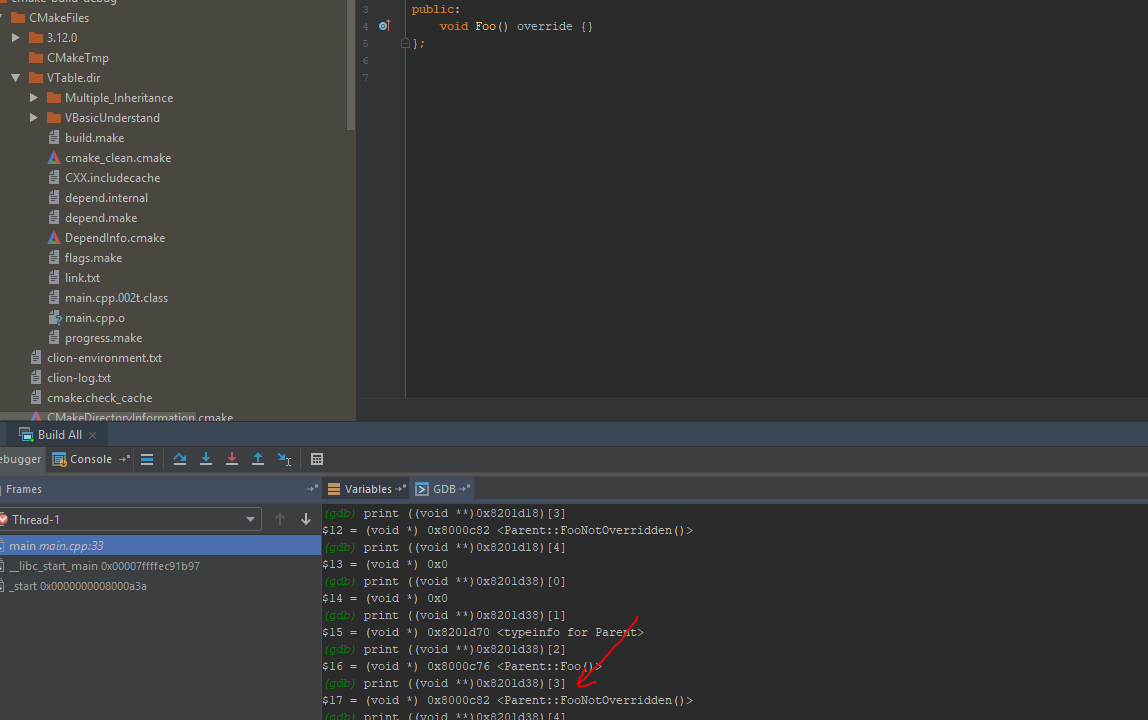 cmake-build-debug
CMakeFiles
3.12.0
CMakeTmp
VTable.dir
Multiple_Inheritance
VBasicUnderstand
build.make
cmake_clean.cmake
CXX.includecache
depend.internal
depend.make
DependInfo.cmake
flags.make
link.txt
main.cpp.002t.class
main.cpp.o
progress.make
clion-environment.txt
clion-log.txt
cmake.check_cache
CMakeDirectoryInformation.cmake
3 public:
4 void Foo() override {}
5 };
6
7
Build All
ebugger Console
Frames
Thread-1
main main.cpp:33
__libc_start_main 0x00007ffffec91b97
_start 0x0000000008000a3a
Variables GDB
(gdb) print ((void **)0x8201d18)[3]
$12 = (void *) 0x8000c82 <Parent::FooNotOverridden()>
(gdb) print ((void **)0x8201d18)[4]
$13 = (void *) 0x0
(gdb) print ((void **)0x8201d38)[0]
$14 = (void *) 0x0
(gdb) print ((void **)0x8201d38)[1]
$15 = (void *) 0x8201d70 <typeinfo for Parent>
(gdb) print ((void **)0x8201d38)[2]
$16 = (void *) 0x8000c76 <Parent::Foo()>
(gdb) print ((void **)0x8201d38)[3]
$17 = (void *) 0x8000c82 <Parent::FooNotOverridden()>
(gdb) print ((void **)0x8201d38)[4]